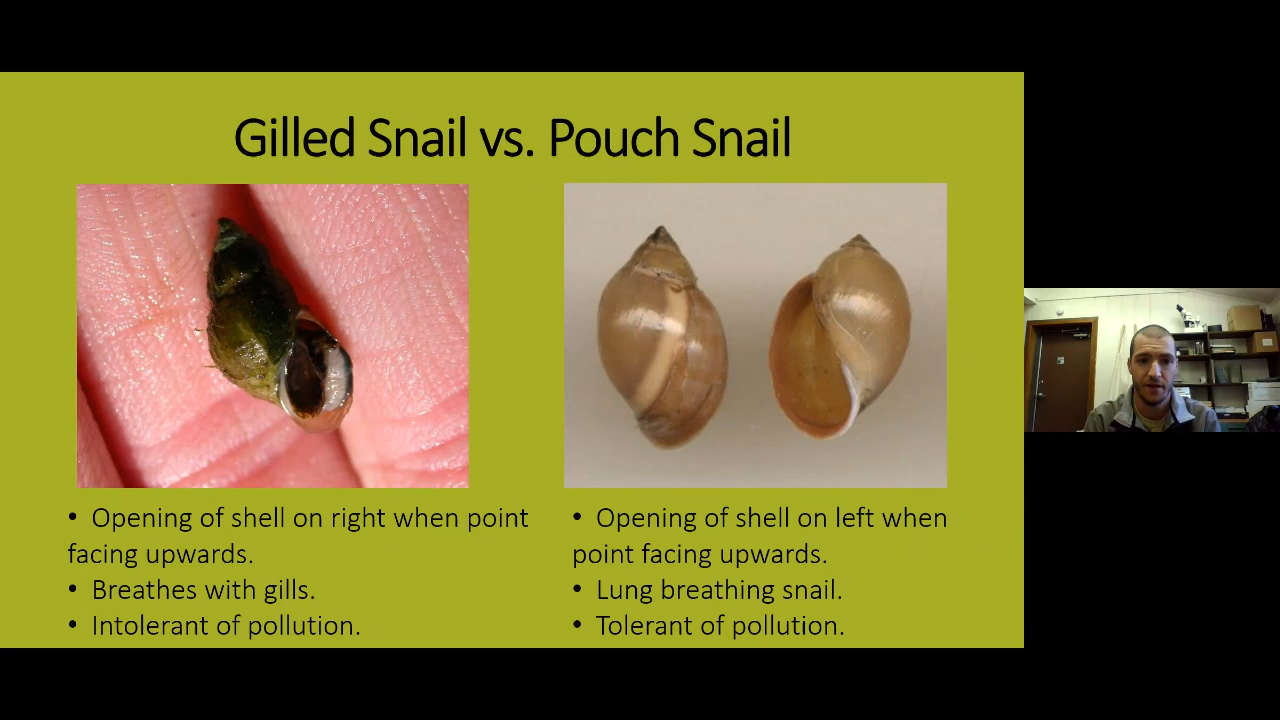 Gilled Snail vs. Pouch Snail
• Opening of shell on right when point
facing upwards.
• Breathes with gills.
• Intolerant of pollution.
• Opening of shell on left when
point facing upwards.
• Lung breathing snail.
• Tolerant of pollution.